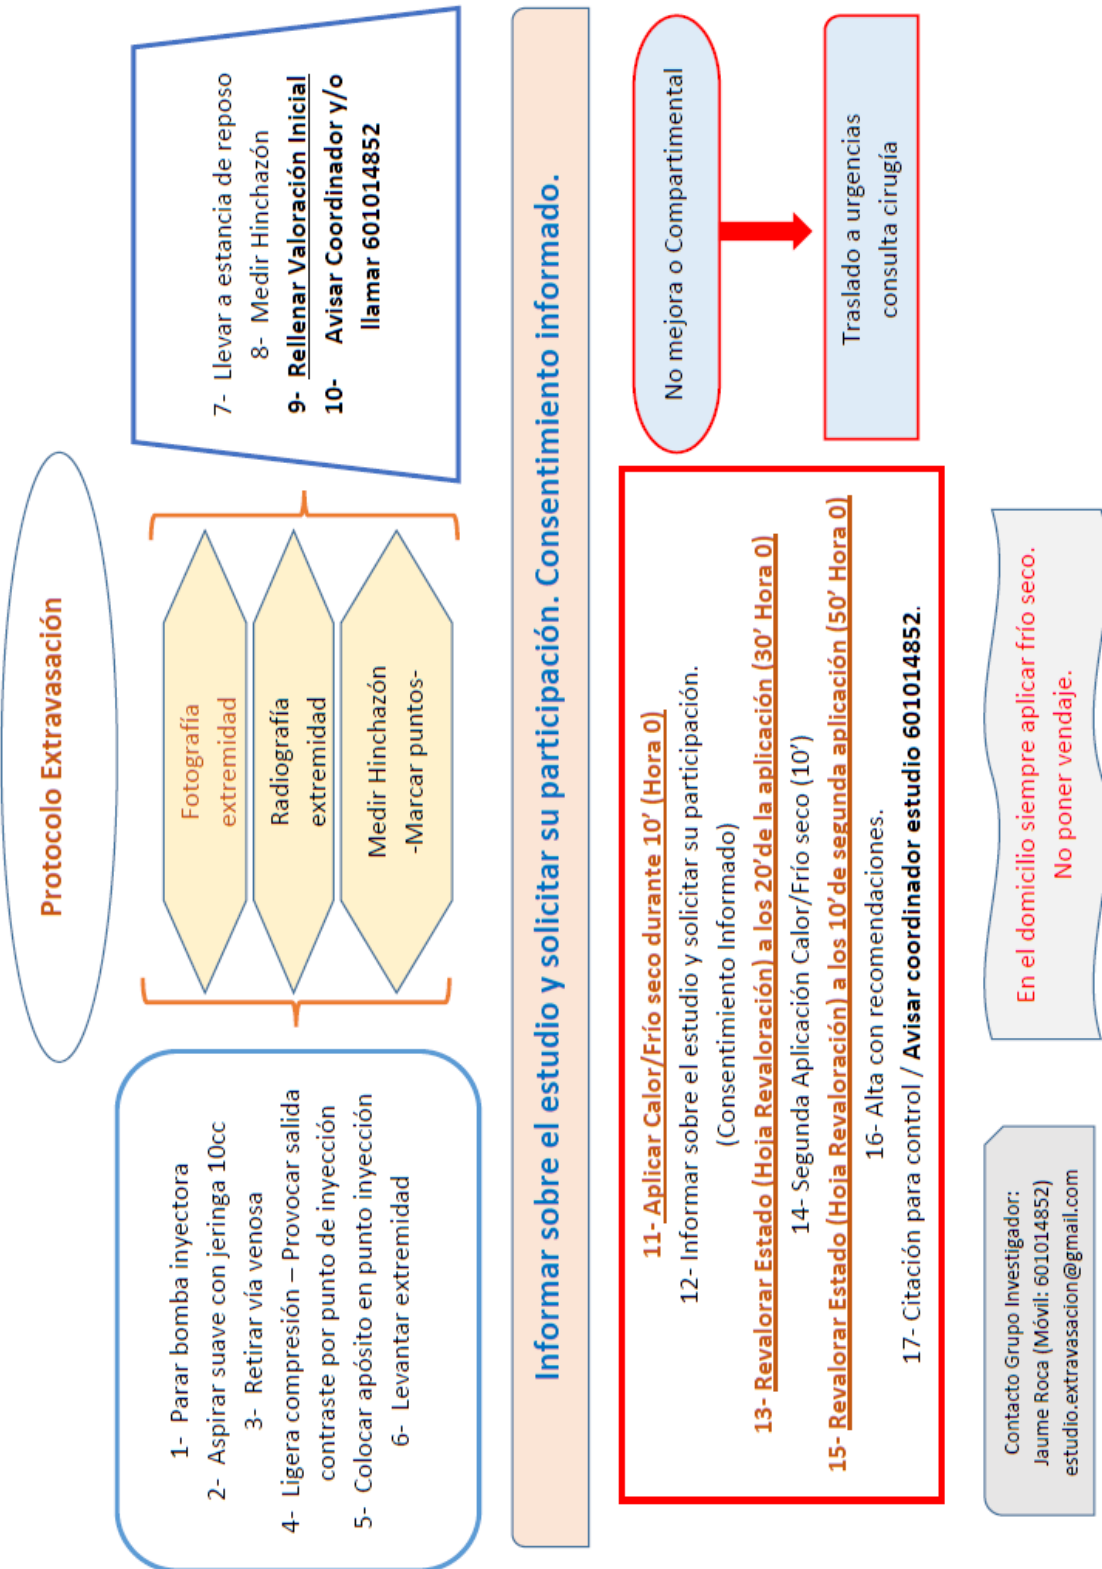 Protocolo Extravasación
1- Parar bomba inyectora
2- Aspirar suave con jeringa 10cc
3- Retirar vía venosa
4- Ligera compresión – Provocar salida
contraste por punto de inyección
5- Colocar apósito en punto inyección
6- Levantar extremidad
Fotografía
extremidad
Radiografía
extremidad
Medir Hinchazón
-Marcar puntos-
7- Llevar a estancia de reposo
8- Medir Hinchazón
9- Rellenar Valoración Inicial
10- Avisar Coordinador y/o
llamar 601014852
Informar sobre el estudio y solicitar su participación. Consentimiento informado.
11- Aplicar Calor/Frío seco durante 10’ (Hora 0)
12- Informar sobre el estudio y solicitar su participación.
(Consentimiento Informado)
13- Revalorar Estado (Hoja Revaloración) a los 20’de la aplicación (30’ Hora 0)
14- Segunda Aplicación Calor/Frío seco (10’)
15- Revalorar Estado (Hoja Revaloración) a los 10’de segunda aplicación (50’ Hora 0)
16- Alta con recomendaciones.
17- Citación para control / Avisar coordinador estudio 601014852.
No mejora o Compartimental
Traslado a urgencias
consulta cirugía
Contacto Grupo Investigador:
Jaume Roca (Móvil: 601014852)
estudio.extravasacion@gmail.com
En el domicilio siempre aplicar frío seco.
No poner vendaje.